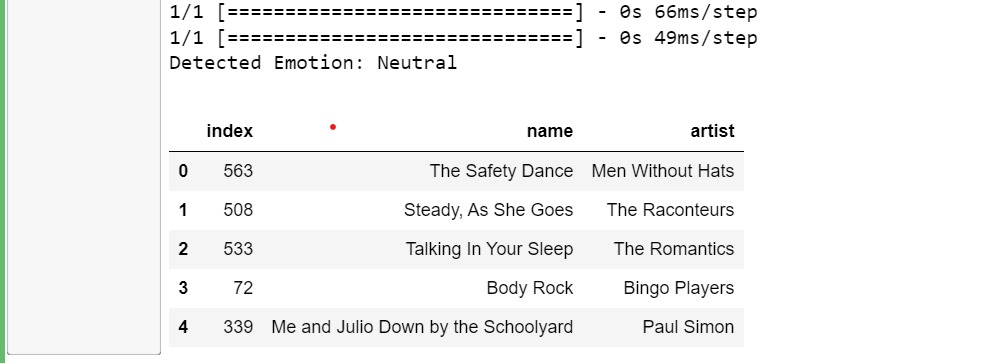 1/1 [==============================] - 0s 66ms/step
1/1 [==============================] - 0s 49ms/step
Detected Emotion: Neutral
index name artist
0 563 The Safety Dance Men Without Hats
1 508 Steady, As She Goes The Raconteurs
2 533 Talking In Your Sleep The Romantics
3 72 Body Rock Bingo Players
4 339 Me and Julio Down by the Schoolyard Paul Simon